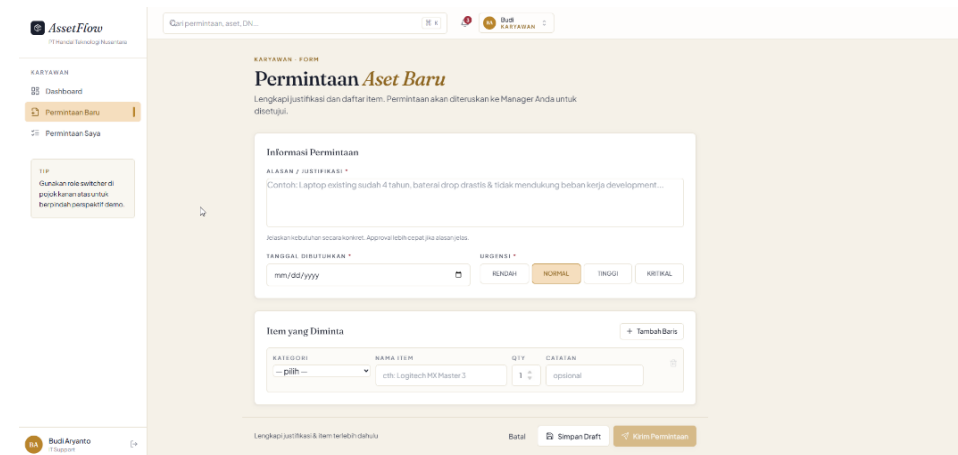 AssetFlow
PT Handal Teknologi Nusantara
KARYAWAN
Dashboard
Permintaan Baru
Permintaan Saya
TIP
Gunakan role switcher di
pojok kanan atas untuk
berpindah perspektif demo.
BA
Budi Aryanto
IT Support
Cari permintaan, aset, DN...
⌘ K
BA
Budi
KARYAWAN
KARYAWAN · FORM
Permintaan Aset Baru
Lengkapi justifikasi dan daftar item. Permintaan akan diteruskan ke Manager Anda untuk
disetujui.
Informasi Permintaan
ALASAN / JUSTIFIKASI *
Contoh: Laptop existing sudah 4 tahun, baterai drop drastis & tidak mendukung beban kerja development...
Jelaskan kebutuhan secara konkret. Approval lebih cepat jika alasan jelas.
TANGGAL DIBUTUHKAN *
URGENSI *
mm/dd/yyyy
RENDAH
NORMAL
TINGGI
KRITIKAL
Item yang Diminta
+ Tambah Baris
KATEGORI
NAMA ITEM
QTY
CATATAN
— pilih —
cth: Logitech MX Master 3
1
opsional
Lengkapi justifikasi & item terlebih dahulu
Batal
Simpan Draft
Kirim Permintaan